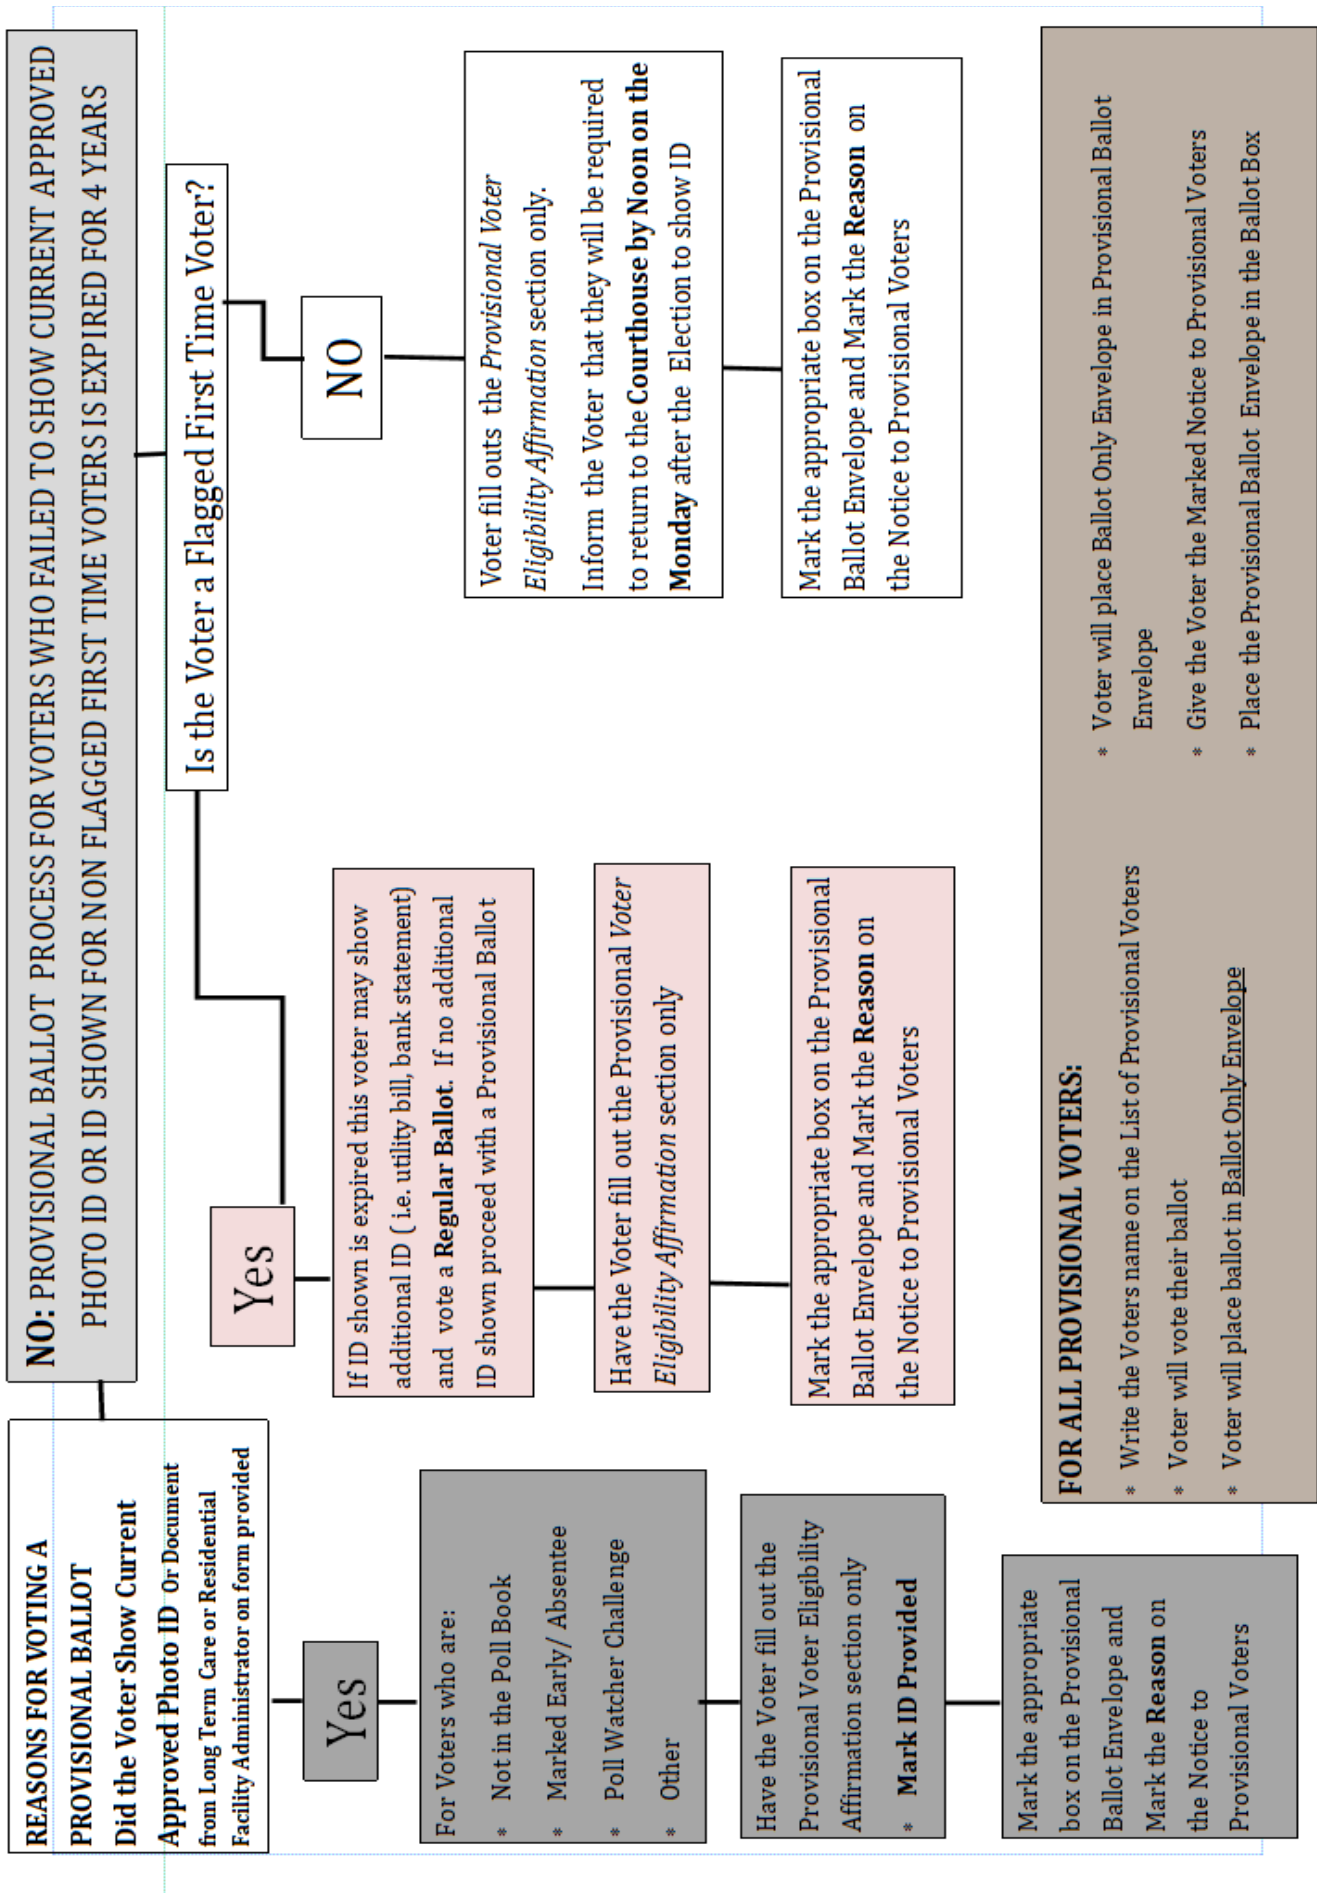 REASONS FOR VOTING A
PROVISIONAL BALLOT
Did the Voter Show Current
Approved Photo ID Or Document
from Long Term Care or Residential
Facility Administrator on form provided
Yes
For Voters who are:
* Not in the Poll Book
* Marked Early/ Absentee
* Poll Watcher Challenge
* Other
Have the Voter fill out the
Provisional Voter Eligibility
Affirmation section only
* Mark ID Provided
Mark the appropriate
box on the Provisional
Ballot Envelope and
Mark the Reason on
the Notice to
Provisional Voters
NO: PROVISIONAL BALLOT PROCESS FOR VOTERS WHO FAILED TO SHOW CURRENT APPROVED
PHOTO ID OR ID SHOWN FOR NON FLAGGED FIRST TIME VOTERS IS EXPIRED FOR 4 YEARS
Is the Voter a Flagged First Time Voter?
Yes
If ID shown is expired this voter may show
additional ID ( i.e. utility bill, bank statement)
and vote a Regular Ballot. If no additional
ID shown proceed with a Provisional Ballot
Have the Voter fill out the Provisional Voter
Eligibility Affirmation section only
Mark the appropriate box on the Provisional
Ballot Envelope and Mark the Reason on
the Notice to Provisional Voters
NO
Voter fill outs the Provisional Voter
Eligibility Affirmation section only.
Inform the Voter that they will be required
to return to the Courthouse by Noon on the
Monday after the Election to show ID
Mark the appropriate box on the Provisional
Ballot Envelope and Mark the Reason on
the Notice to Provisional Voters
FOR ALL PROVISIONAL VOTERS:
* Write the Voters name on the List of Provisional Voters
* Voter will vote their ballot
* Voter will place ballot in Ballot Only Envelope
* Voter will place Ballot Only Envelope in Provisional Ballot
Envelope
* Give the Voter the Marked Notice to Provisional Voters
* Place the Provisional Ballot Envelope in the Ballot Box